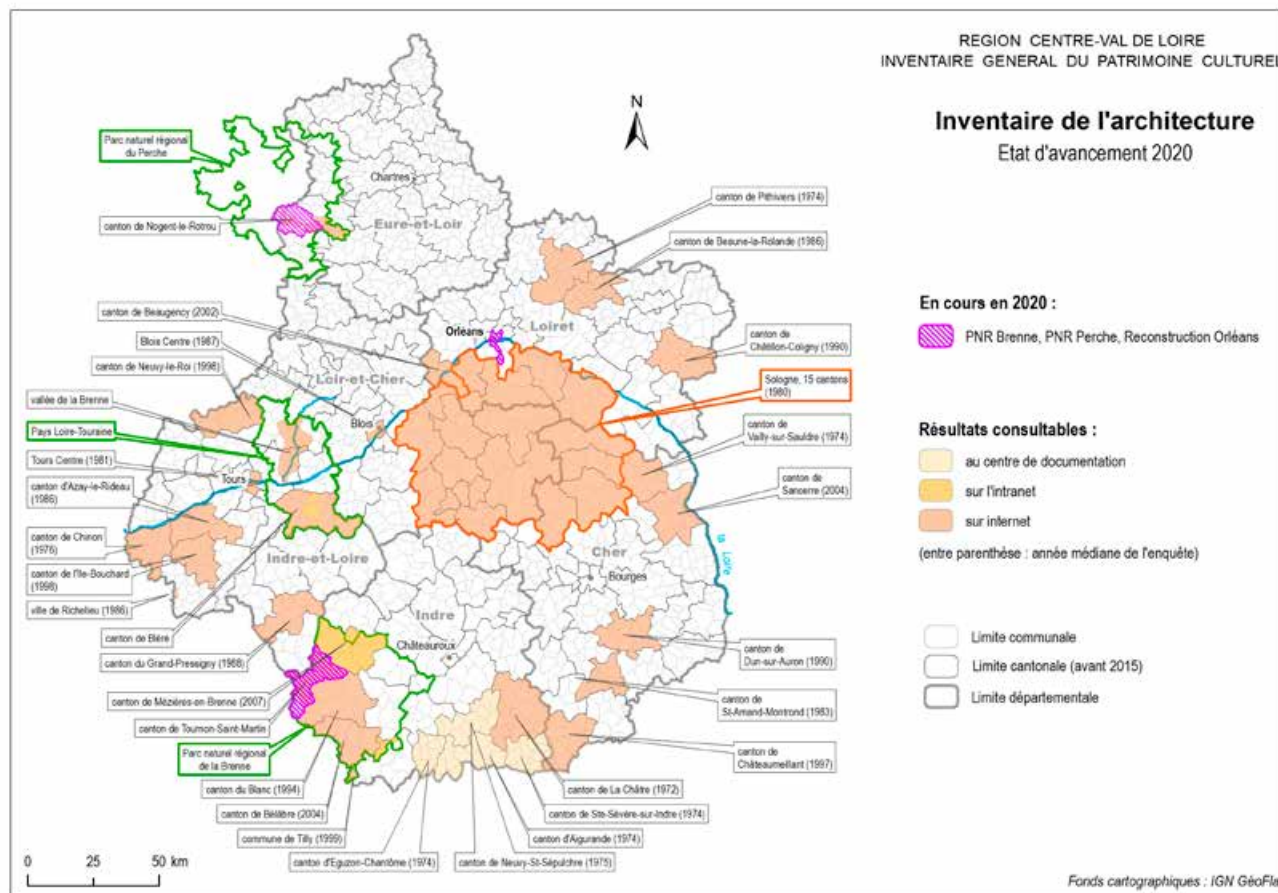 REGION CENTRE-VAL DE LOIRE
INVENTAIRE GENERAL DU PATRIMOINE CULTUREL
Inventaire de l'architecture
Etat d'avancement 2020
N
Parc naturel régional
du Perche
Chartres
canton de Nogent-le-Rotrou
Eure-et-Loir
canton de Pithiviers (1974)
canton de Beaune-la-Rolande (1986)
canton de Beaugency (2002)
Orléans
Loiret
Blois Centre (1987)
canton de Neuvy-le-Roi (1998)
Loir-et-Cher
canton de
Châtillon-Coligny (1990)
Sologne, 15 cantons
(1980)
vallée de la Brenne
Blois
Pays Loire-Touraine
canton de
Vailly-sur-Sauldre (1974)
Tours Centre (1981)
Tours
canton d'Azay-le-Rideau
(1986)
canton de
Sancerre (2004)
canton de Chinon
(1976)
Indre-et-Loire
Cher
la Loire
canton de l'Ile-Bouchard
(1998)
Bourges
ville de Richelieu (1986)
Indre
canton de Bléré
Châteauroux
canton du Grand-Pressigny (1988)
canton de
Dun-sur-Auron (1990)
canton de Mézières-en-Brenne (2007)
canton de
St-Amand-Montrond (1983)
canton de Tournon-Saint-Martin
Parc naturel régional
de la Brenne
canton de
Châteaumeillant (1997)
canton du Blanc (1994)
canton de La Châtre (1972)
canton de Bélâbre (2004)
canton de Ste-Sévère-sur-Indre (1974)
commune de Tilly (1999)
canton d'Aigurande (1974)
canton d'Eguzon-Chantôme (1974)
canton de Neuvy-St-Sépulchre (1975)
En cours en 2020 :
PNR Brenne, PNR Perche, Reconstruction Orléans
Résultats consultables :
au centre de documentation
sur l'intranet
sur internet
(entre parenthèse : année médiane de l'enquête)
Limite communale
Limite cantonale (avant 2015)
Limite départementale
0 25 50 km
Fonds cartographiques : IGN GéoFla